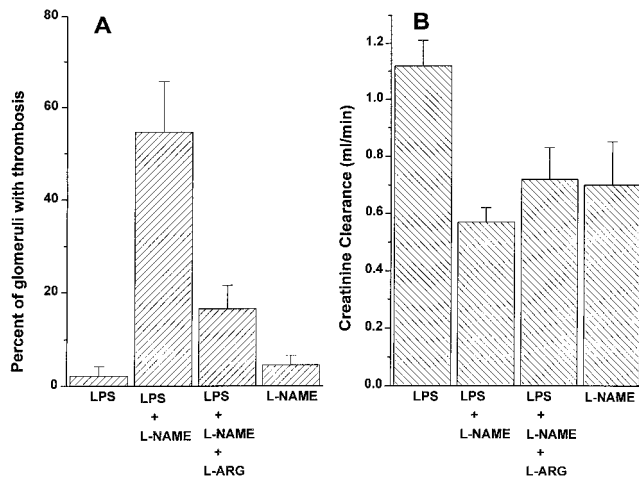 A
Percent of glomeruli with thrombosis
80
60
40
20
0
LPS
LPS
+
L-NAME
LPS
+
L-NAME
+
L-ARG
L-NAME
B
Creatinine Clearance (ml/min)
1.2
1.0
0.8
0.6
0.4
0.2
0.0
LPS
LPS
+
L-NAME
LPS
+
L-NAME
+
L-ARG
L-NAME